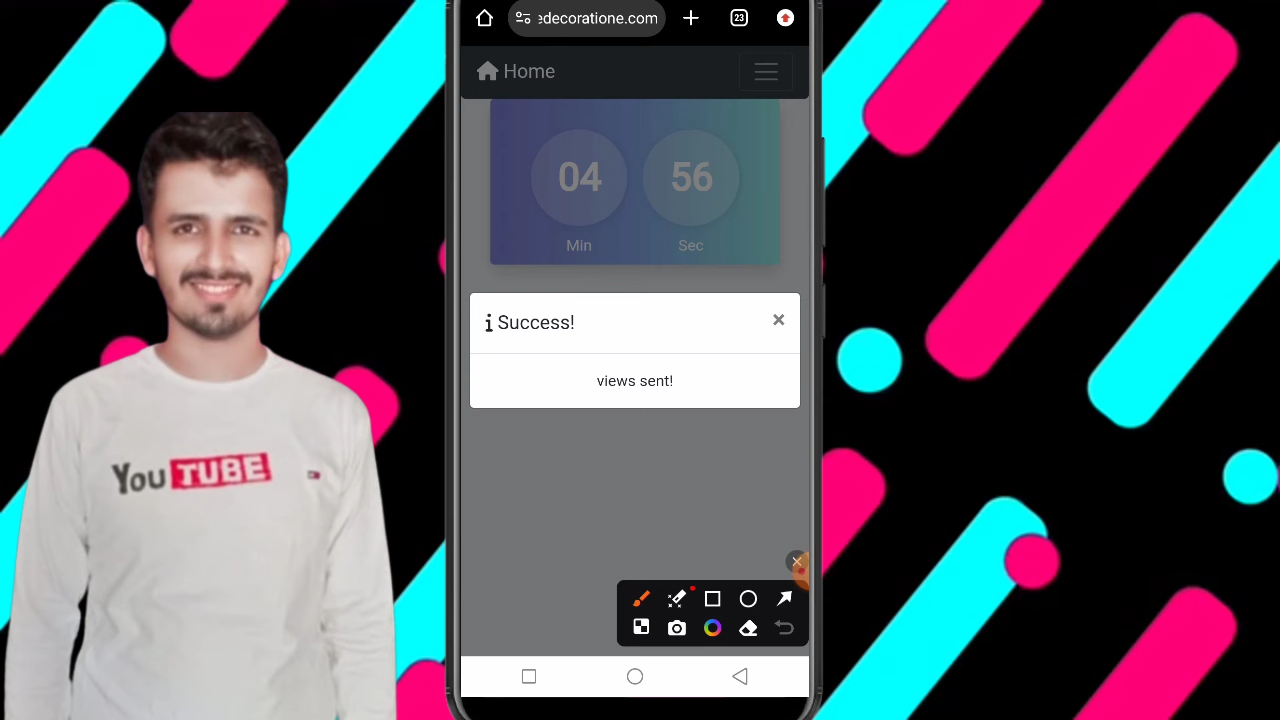 edecoratione.com
23
Home
04
56
Min
Sec
Success!
views sent!
You TUBE